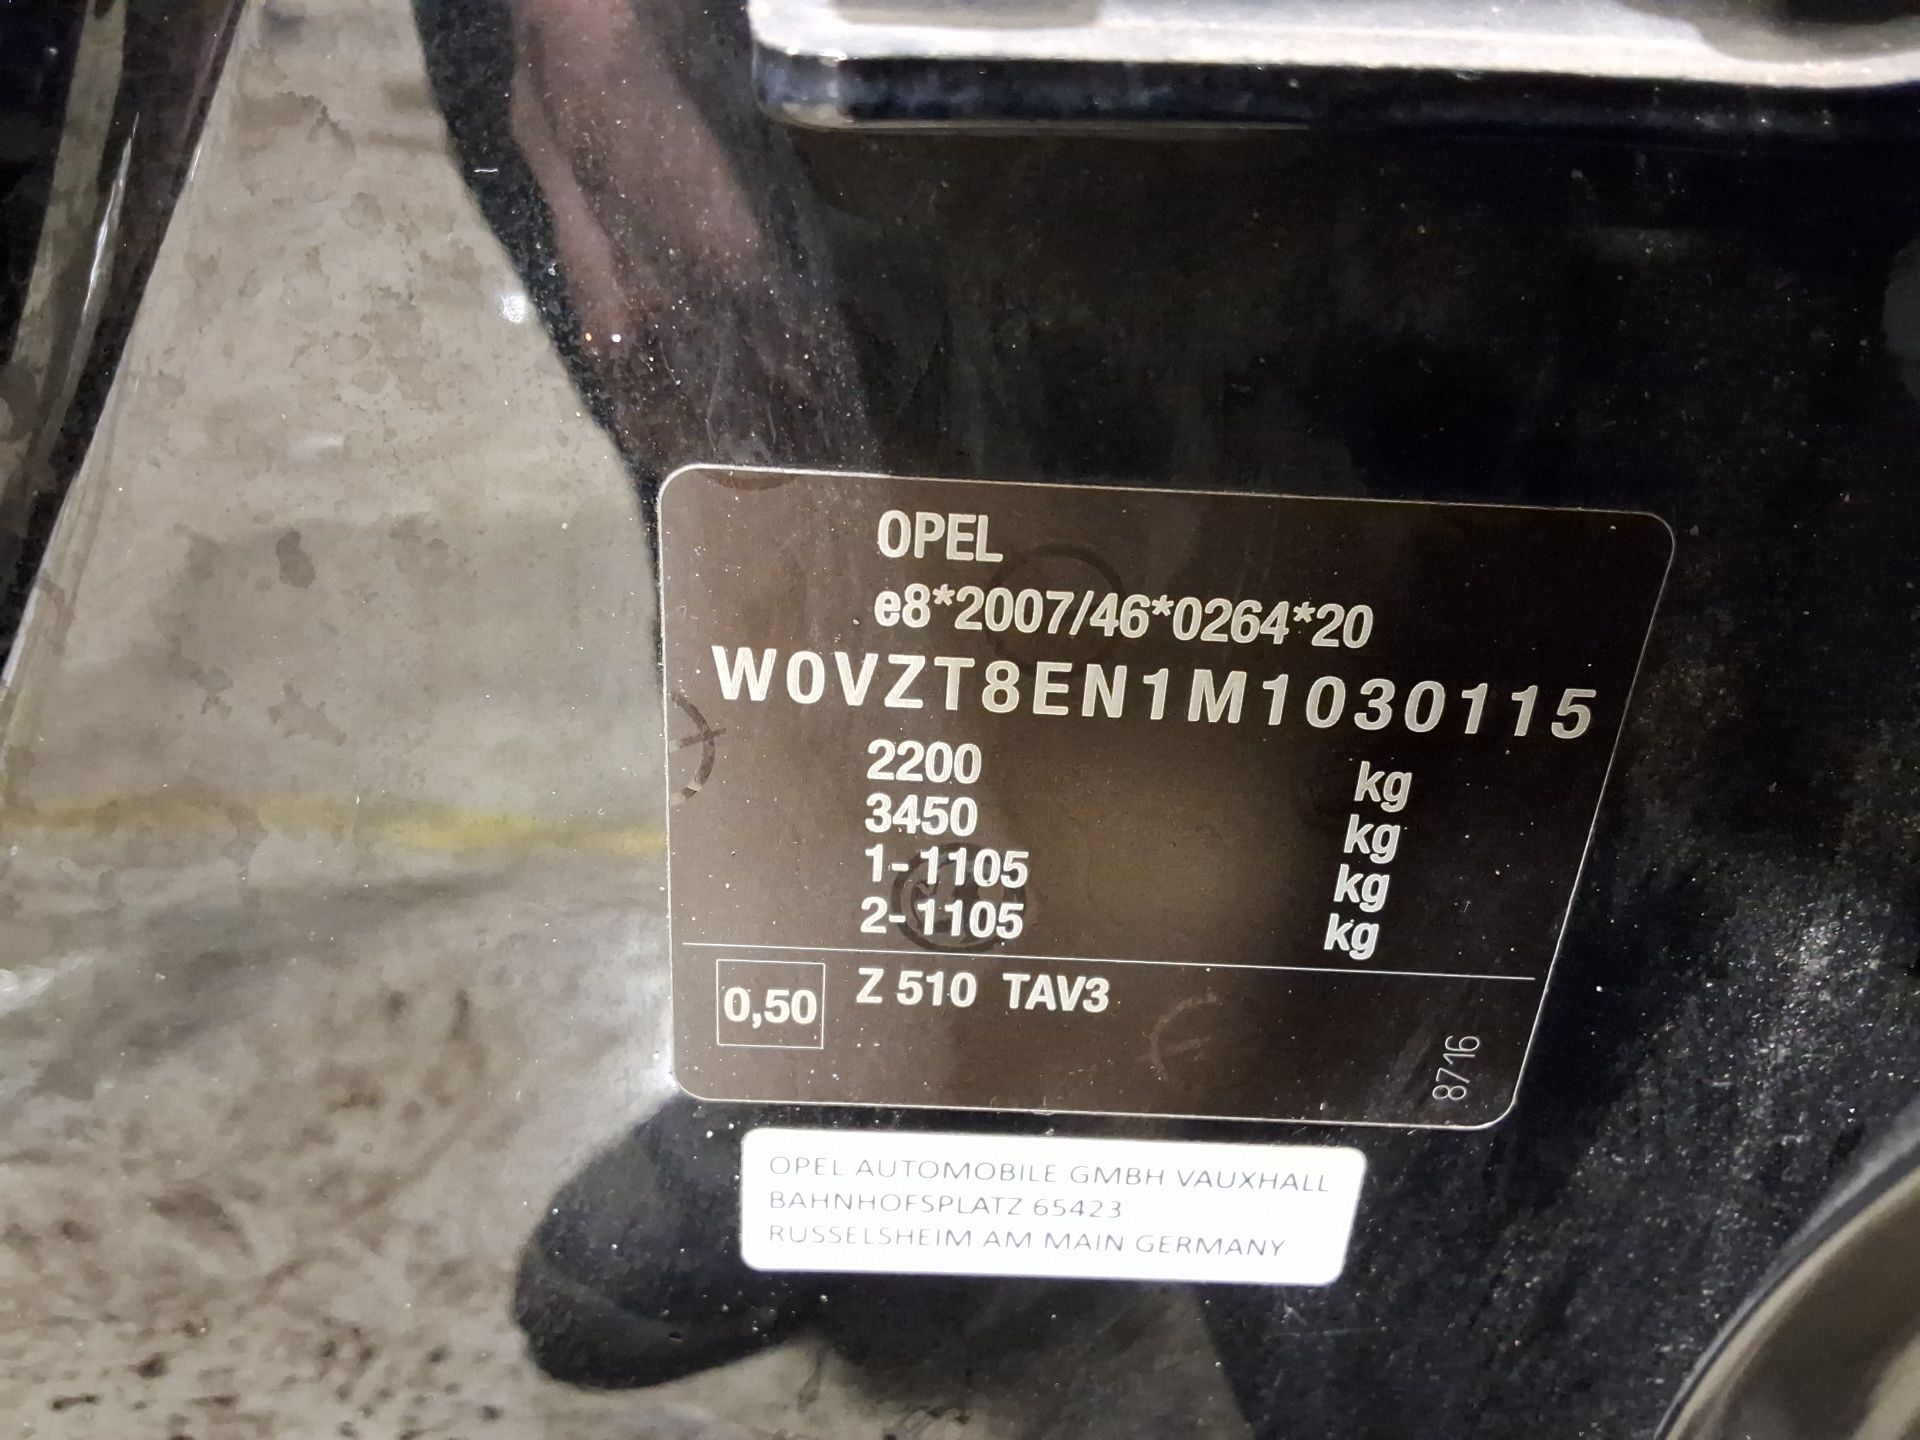 OPEL
e8*2007/46*0264*20
W0VZT8EN1M1030115
2200 kg
3450 kg
1-1105 kg
2-1105 kg
0,50 Z 510 TAV3
8716
OPEL AUTOMOBILE GMBH VAUXHALL
BAHNHOFSPLATZ 65423
RUSSELSHEIM AM MAIN GERMANY